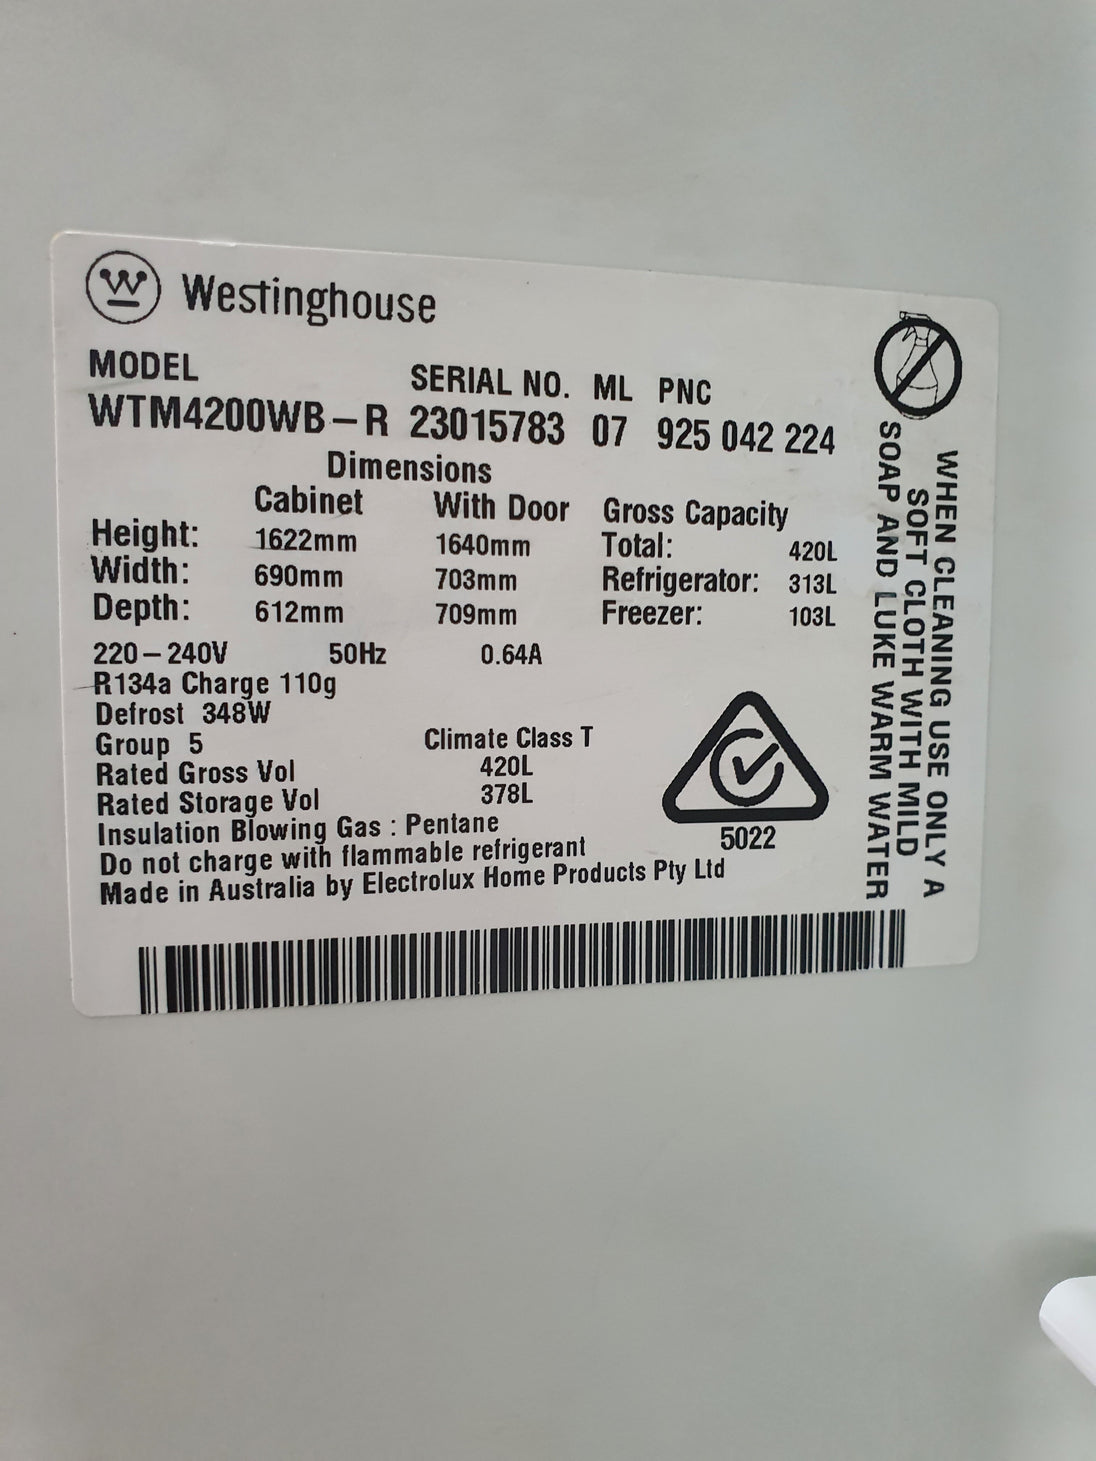 Westinghouse
MODEL SERIAL NO. ML PNC
WTM4200WB-R 23015783 07 925 042 224
Dimensions
Cabinet With Door Gross Capacity
Height: 1622mm 1640mm Total: 420L
Width: 690mm 703mm Refrigerator: 313L
Depth: 612mm 709mm Freezer: 103L
220-240V 50Hz 0.64A
R134a Charge 110g
Defrost 348W
Group 5 Climate Class T
Rated Gross Vol 420L
Rated Storage Vol 378L
Insulation Blowing Gas : Pentane
Do not charge with flammable refrigerant
Made in Australia by Electrolux Home Products Pty Ltd
5022
WHEN CLEANING USE ONLY A
SOFT CLOTH WITH MILD
SOAP AND LUKE WARM WATER